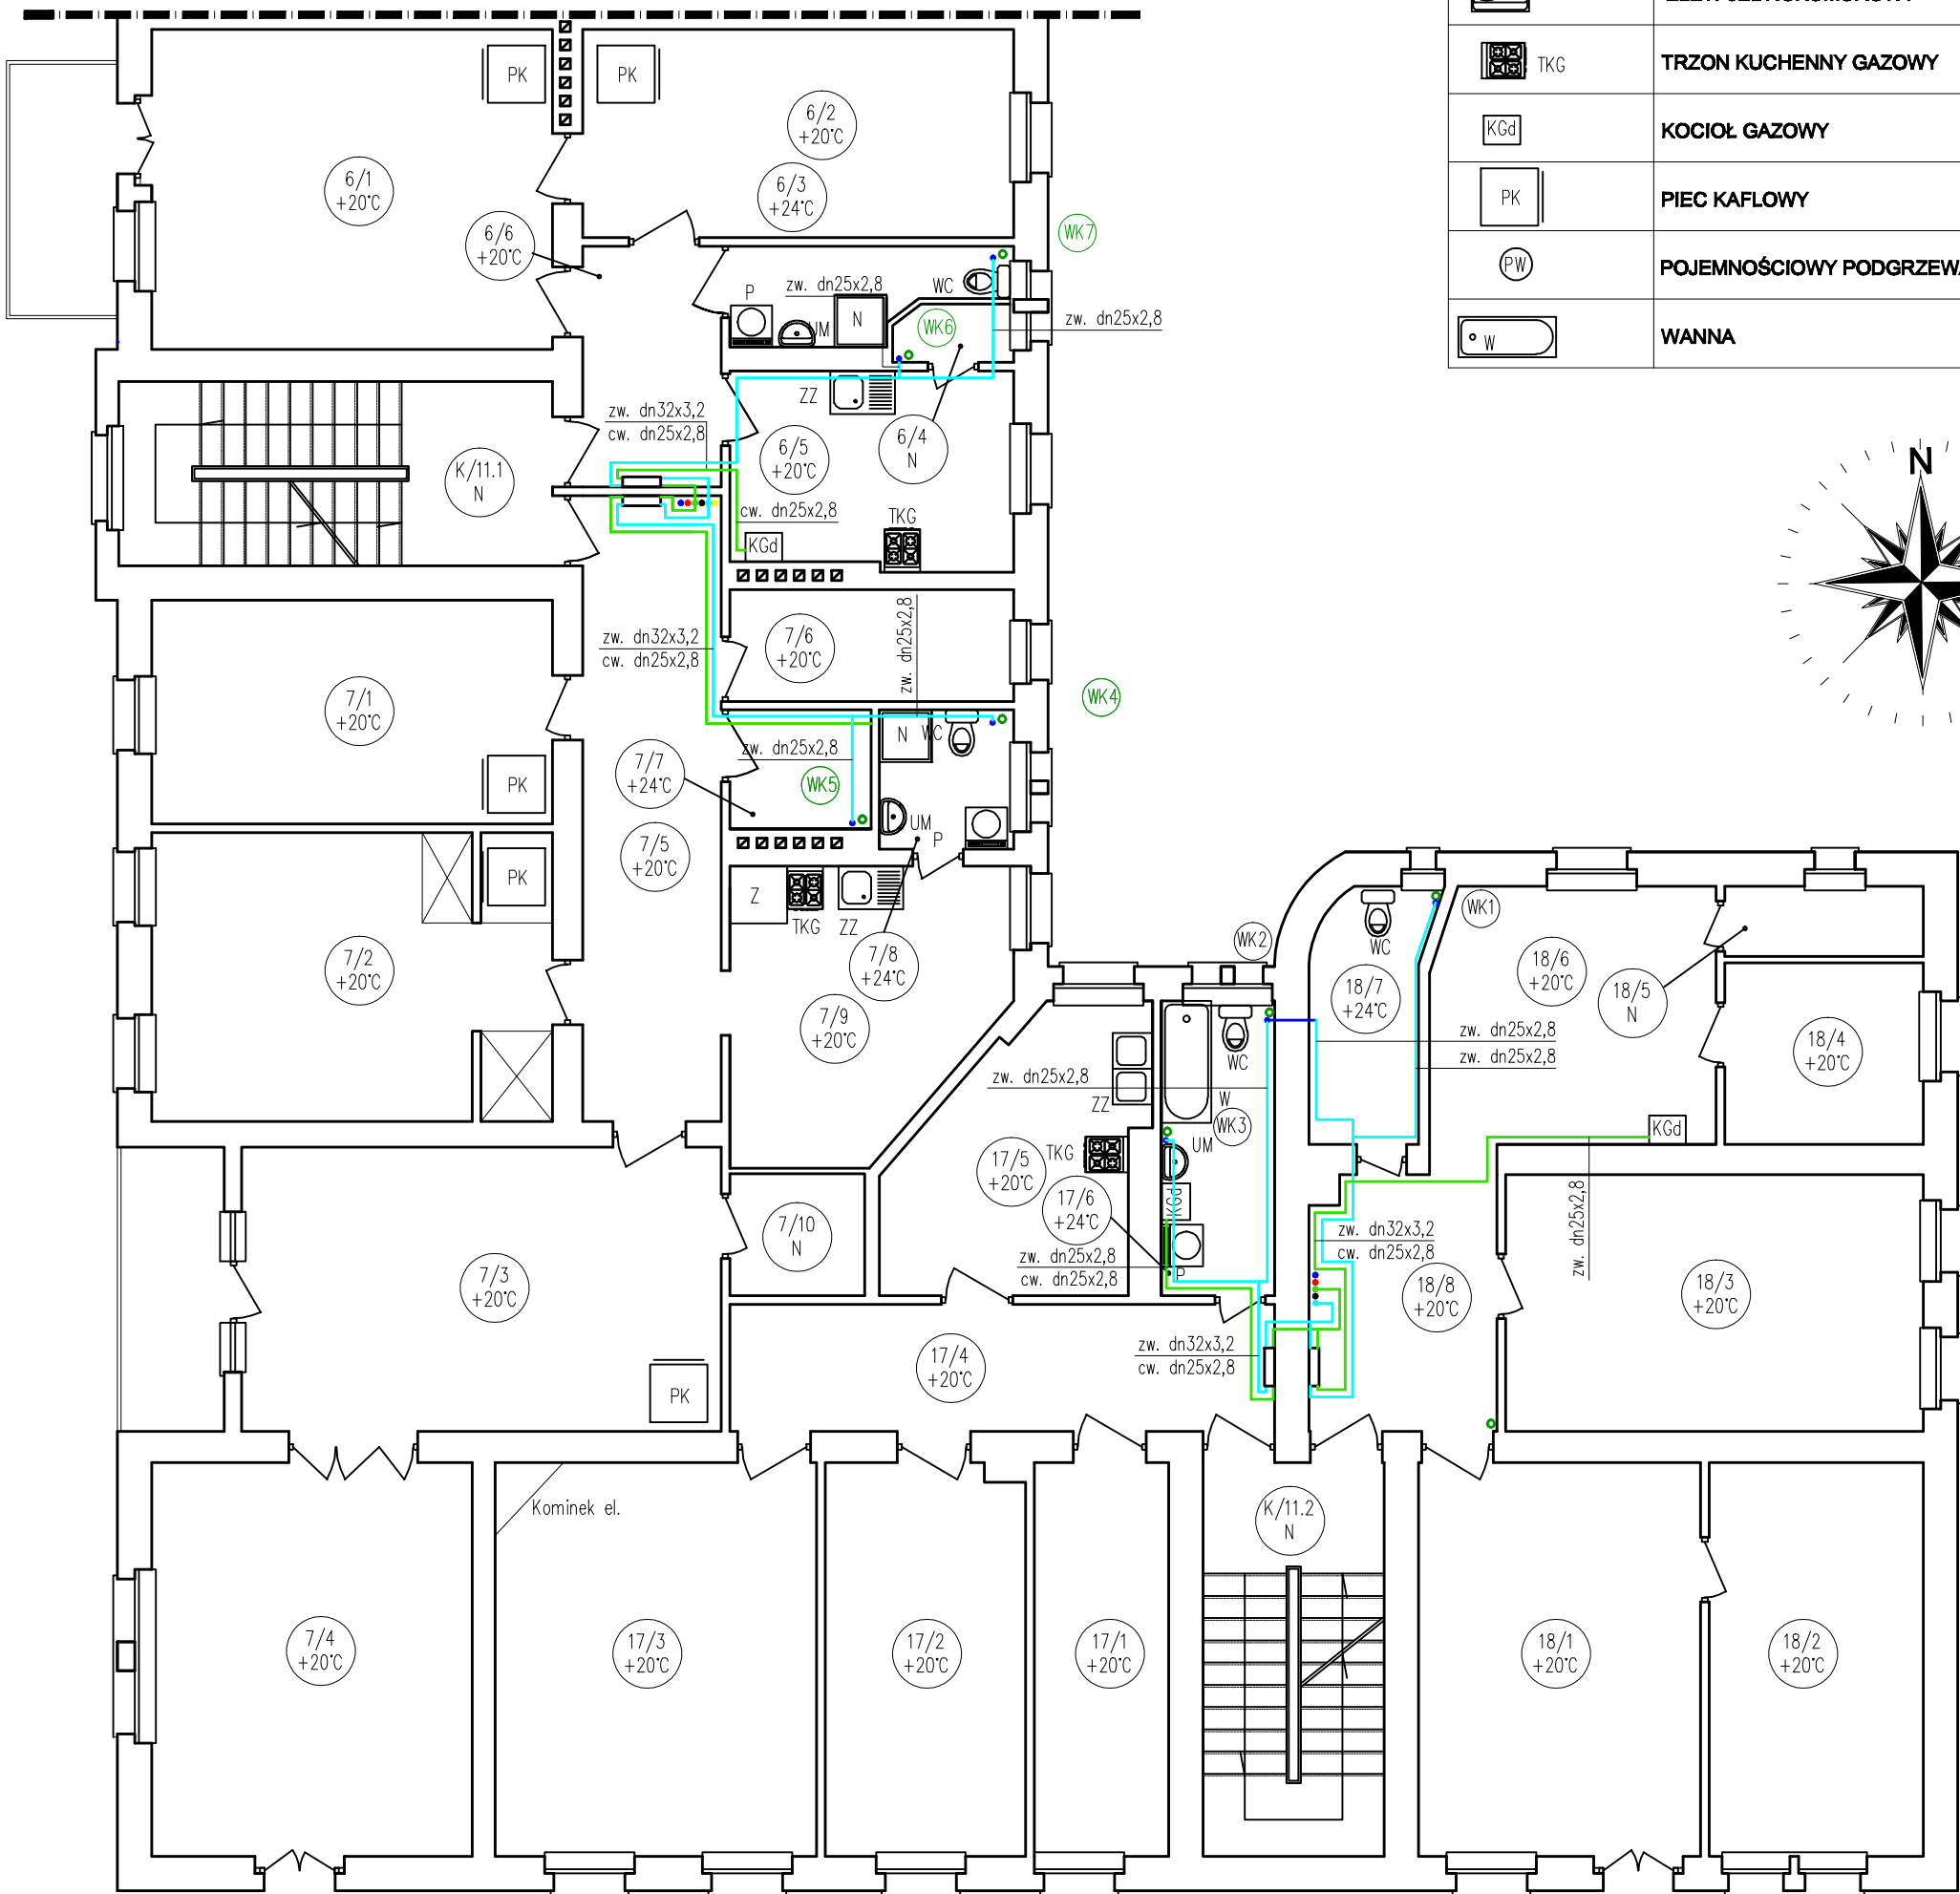 TKG
TRZON KUCHENNY GAZOWY
KGd
KOCIOŁ GAZOWY
PK
PIEC KAFLOWY
PW
W
WANNA
N
PK
PK
6/1
+20°C
6/2
+20°C
6/3
+24°C
6/6
+20°C
WK7
P
zw. dn25x2,8
WC
UM
N
WK6
zw. dn25x2,8
ZZ
zw. dn32x3,2
cw. dn25x2,8
6/5
+20°C
6/4
N
K/11.1
N
cw. dn25x2,8
TKG
KGd
zw. dn25x2,8
zw. dn32x3,2
cw. dn25x2,8
7/6
+20°C
7/1
+20°C
WK4
PK
7/7
+24°C
zw. dn25x2,8
WK5
N
WC
UM
P
7/5
+20°C
PK
Z
TKG
ZZ
7/2
+20°C
7/8
+24°C
7/9
+20°C
WK2
WK1
WC
18/7
+24°C
18/6
+20°C
18/5
N
18/4
+20°C
zw. dn25x2,8
zw. dn25x2,8
zw. dn25x2,8
ZZ
WC
W
WK3
UM
TKG
KGd
17/5
+20°C
17/6
+24°C
KGd
P
zw. dn25x2,8
cw. dn25x2,8
zw. dn32x3,2
cw. dn25x2,8
zw. dn25x2,8
7/10
N
7/3
+20°C
18/8
+20°C
18/3
+20°C
zw. dn32x3,2
cw. dn25x2,8
17/4
+20°C
PK
Kominek el.
K/11.2
N
7/4
+20°C
17/3
+20°C
17/2
+20°C
17/1
+20°C
18/1
+20°C
18/2
+20°C